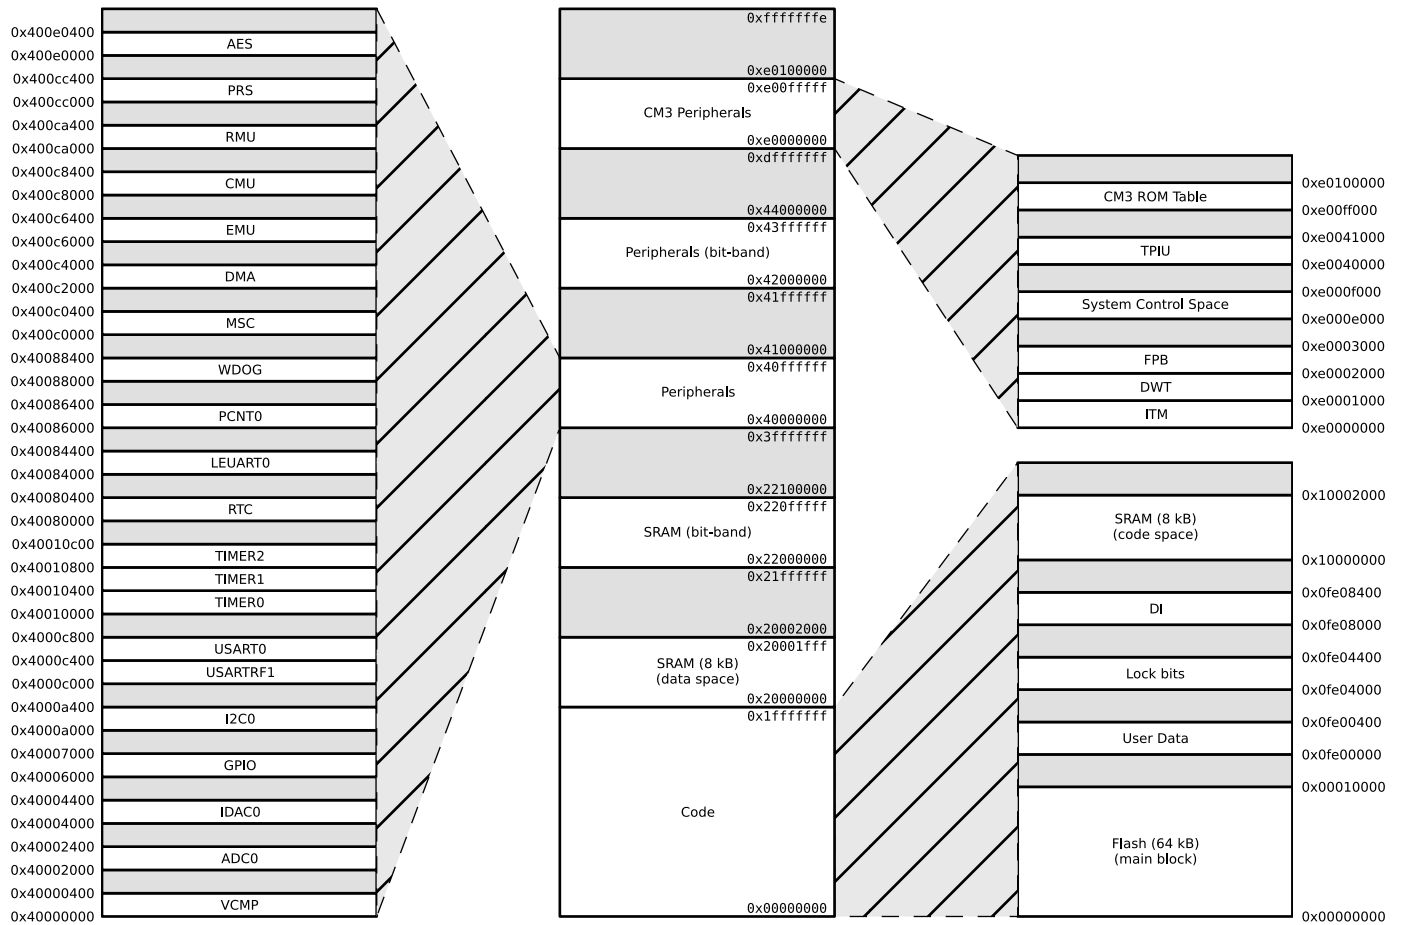 0x400e0400
AES
0x400e0000
0x400cc400
PRS
0x400cc000
0x400ca400
RMU
0x400ca000
0x400c8400
CMU
0x400c8000
0x400c6400
EMU
0x400c6000
0x400c4000
DMA
0x400c2000
0x400c0400
MSC
0x400c0000
0x40088400
WDOG
0x40088000
0x40086400
PCNT0
0x40086000
0x40084400
LEUART0
0x40084000
0x40080400
RTC
0x40080000
0x40010c00
TIMER2
0x40010800
TIMER1
0x40010400
TIMER0
0x40010000
0x4000c800
USART0
0x4000c400
USARTRF1
0x4000c000
0x4000a400
I2C0
0x4000a000
0x40007000
GPIO
0x40006000
0x40004400
IDAC0
0x40004000
0x40002400
ADC0
0x40002000
0x40000400
VCMP
0x40000000
0xfffffffe
0xe0100000
0xe00fffff
CM3 Peripherals
0xe0000000
0xdfffffff
0x44000000
0x43ffffff
Peripherals (bit-band)
0x42000000
0x41ffffff
0x41000000
0x40ffffff
Peripherals
0x40000000
0x3fffffff
0x22100000
0x220fffff
SRAM (bit-band)
0x22000000
0x21ffffff
0x20002000
0x20001fff
SRAM (8 kB)
(data space)
0x20000000
0x1fffffff
Code
0x00000000
0xe0100000
CM3 ROM Table
0xe00ff000
0xe0041000
TPIU
0xe0040000
0xe000f000
System Control Space
0xe000e000
0xe0003000
FPB
0xe0002000
DWT
0xe0001000
ITM
0xe0000000
0x10002000
SRAM (8 kB)
(code space)
0x10000000
0x0fe08400
DI
0x0fe08000
0x0fe04400
Lock bits
0x0fe04000
0x0fe00400
User Data
0x0fe00000
0x00010000
Flash (64 kB)
(main block)
0x00000000